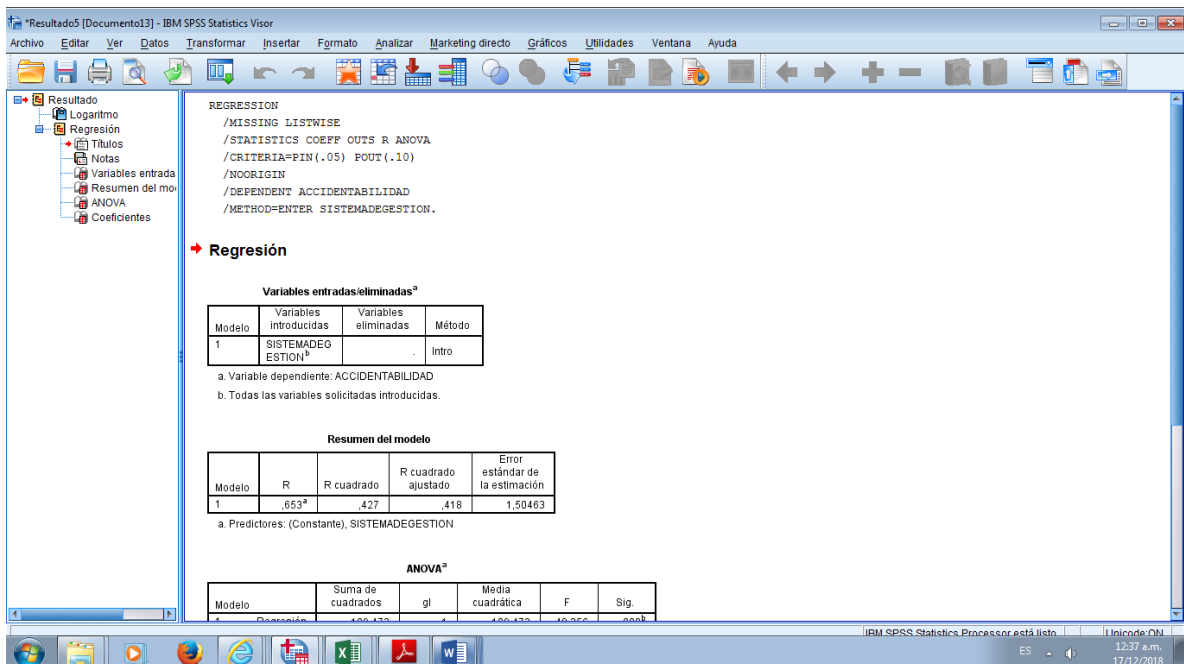 *Resultado5 [Documento13] - IBM SPSS Statistics Visor
Archivo Editar Ver Datos Transformar Insertar Formato Analizar Marketing directo Gráficos Utilidades Ventana Ayuda
Resultado
Logaritmo
Regresión
Títulos
Notas
Variables entrada
Resumen del mo
ANOVA
Coeficientes
REGRESSION
/MISSING LISTWISE
/STATISTICS COEFF OUTS R ANOVA
/CRITERIA=PIN(.05) POUT(.10)
/NOORIGIN
/DEPENDENT ACCIDENTABILIDAD
/METHOD=ENTER SISTEMADEGESTION.
Regresión
Variables entradas/eliminadas a
Modelo Variables introducidas Variables eliminadas Método
1 SISTEMADEG ESTION b . Intro
a. Variable dependiente: ACCIDENTABILIDAD
b. Todas las variables solicitadas introducidas.
Resumen del modelo
Modelo R R cuadrado R cuadrado ajustado Error estándar de la estimación
1 ,653a ,427 ,418 1,50463
a. Predictores: (Constante), SISTEMADEGESTION
ANOVA a
Modelo Suma de cuadrados gl Media cuadrática F Sig.
1 Regresión 1
IBM SPSS Statistics Processor está listo Unicode:ON
ES 12:37 a.m.
17/12/2018